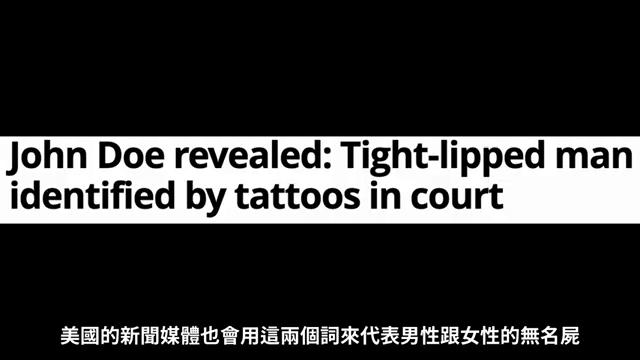 John Doe revealed: Tight-lipped man
identified by tattoos in court
美國的新聞媒體也會用這兩個詞來代表男性跟女性的無名屍